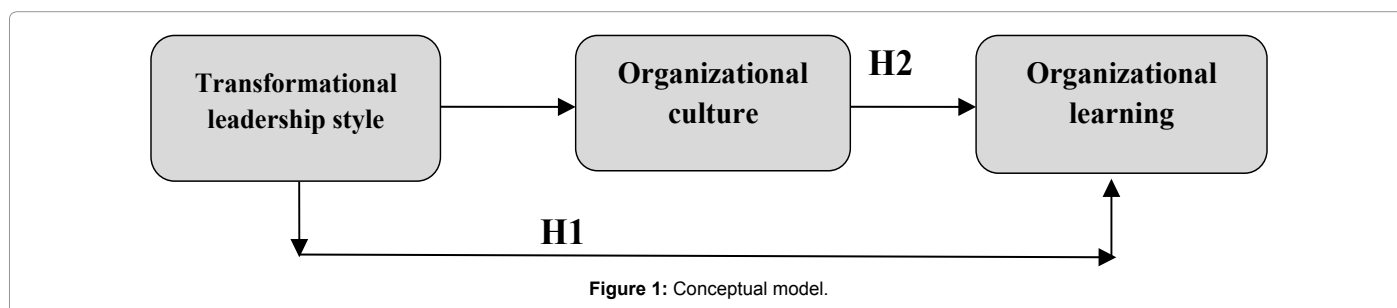 Transformational
leadership style
Organizational
culture
H2
Organizational
learning
H1
Figure 1: Conceptual model.